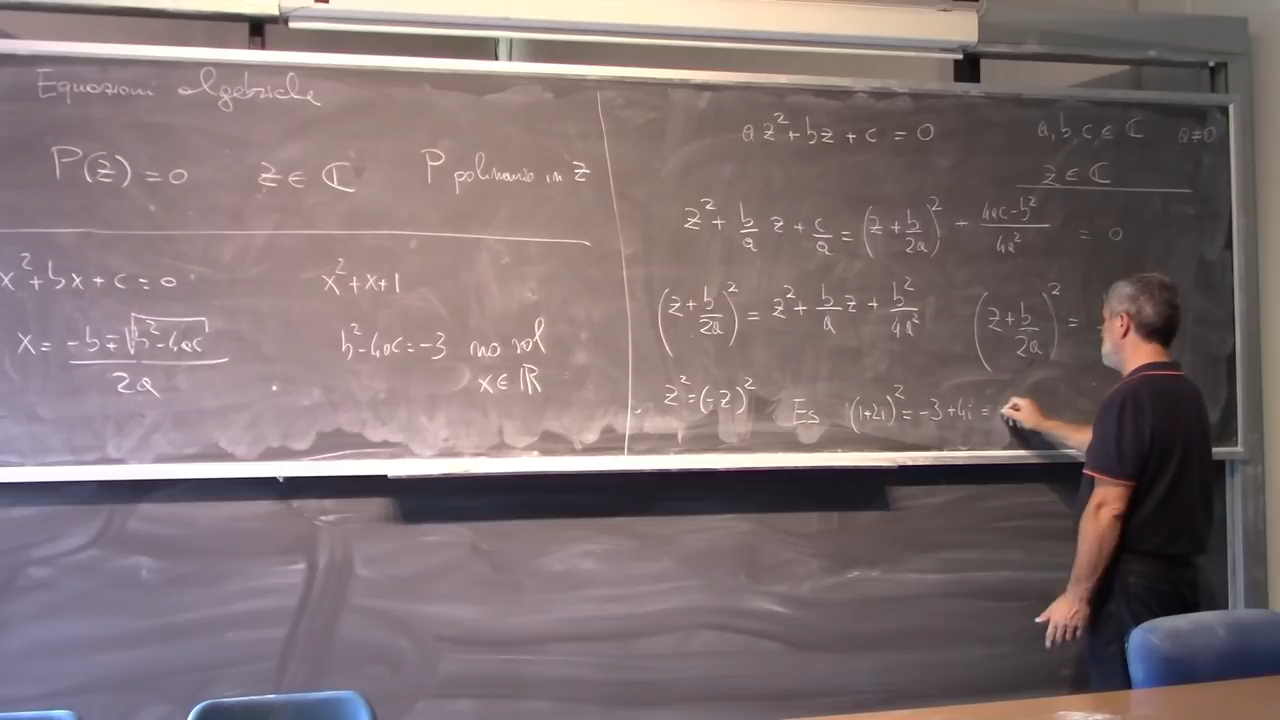 Equazioni algebriche
P(z) = 0 z ∈ ℂ P polinomio in z
x² + bx + c = 0 x² + x + 1
x = -b ∓ √b² - 4ac / 2a
b² - 4ac = -3 no sol
x ∈ ℝ
a z² + bz + c = 0 a, b, c, ∈ ℂ a ≠ 0
z ∈ ℂ
z² + b/a z + c/a = (z + b/2a)² + 4ac - b² / 4a² = 0
(z + b/2a)² = z² + b/a z + b²/4a² (z + b/2a)² =
z² = (-z)² Es (1+2i)² = -3 + 4i =